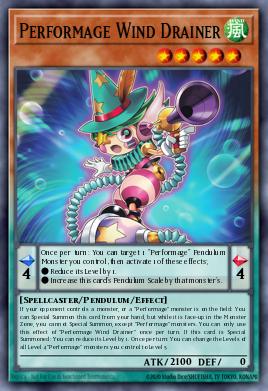 PERFORMAGE WIND DRAINER
WIND
風
Once per turn: You can target 1 "Performage" Pendulum
Monster you control, then activate 1 of these effects;
● Reduce its Level by 1.
● Increase this card's Pendulum Scale by that monster's.
4 4
[SPELLCASTER/PENDULUM/EFFECT]
If your opponent controls a monster, or a "Performage" monster is on the field: You can
Special Summon this card from your hand, but while it is face-up in the Monster
Zone, you cannot Special Summon, except "Performage" monsters. You can only use
this effect of "Performage Wind Drainer" once per turn. If this card is Special
Summoned: You can reduce its Level by 1. Once per turn: You can change the Levels of
all Level 4 "Performage" monsters you control to Level 5.
ATK/2100 DEF/ 0